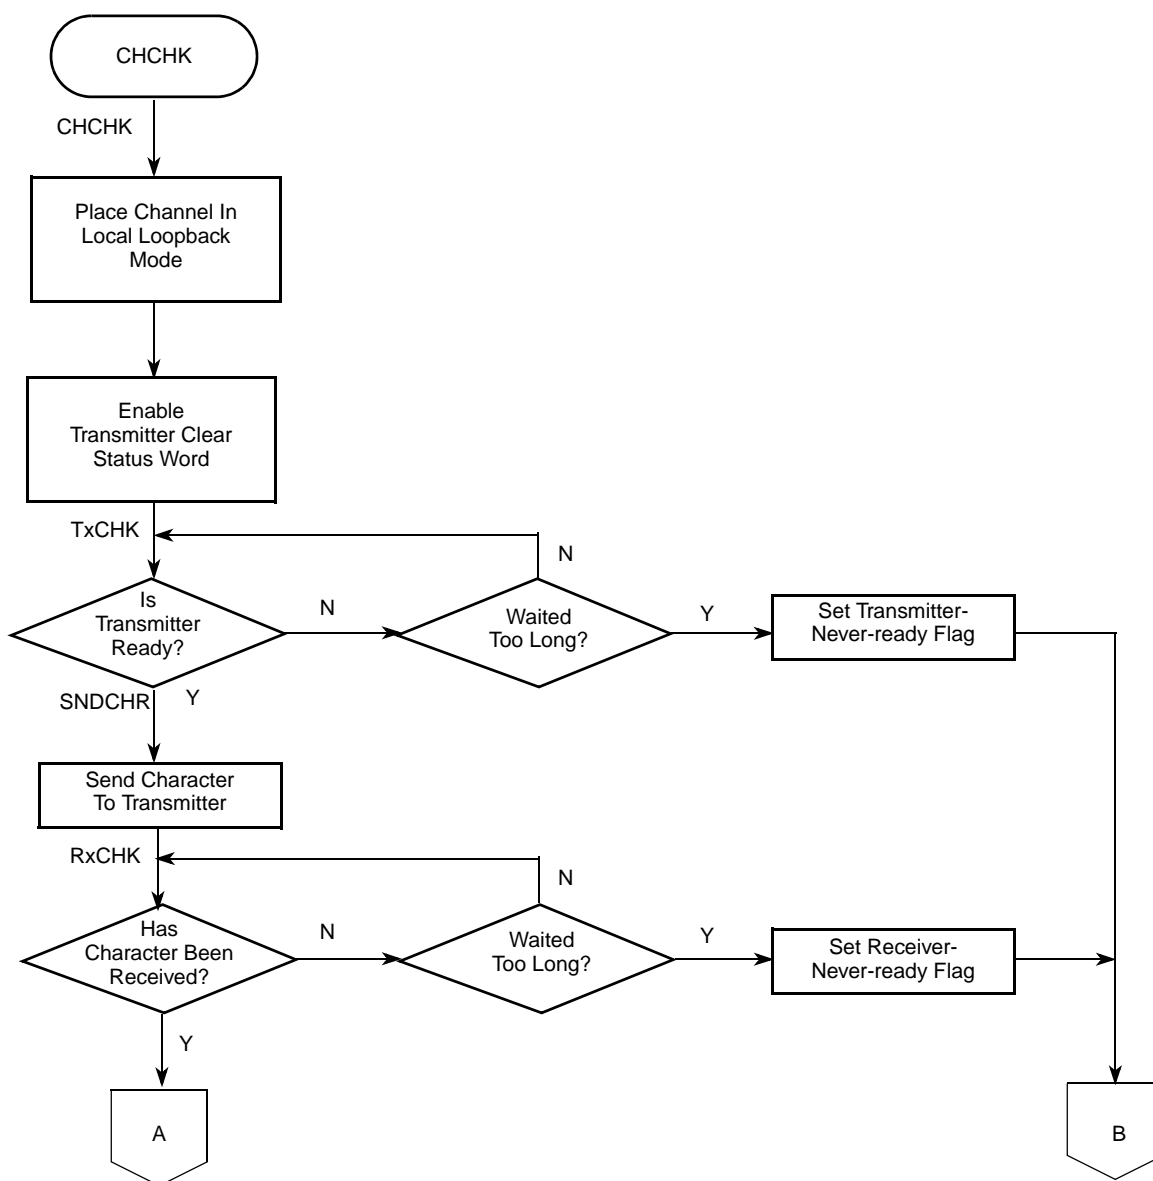 CHCHK
CHCHK
Place Channel In
Local Loopback
Mode
Enable
Transmitter Clear
Status Word
TxCHK
N
Is
Transmitter
Ready?
N
Waited
Too Long?
Y
Set Transmitter-
Never-ready Flag
SNDCHR
Y
Send Character
To Transmitter
RxCHK
N
Has
Character Been
Received?
N
Waited
Too Long?
Y
Set Receiver-
Never-ready Flag
Y
A
B